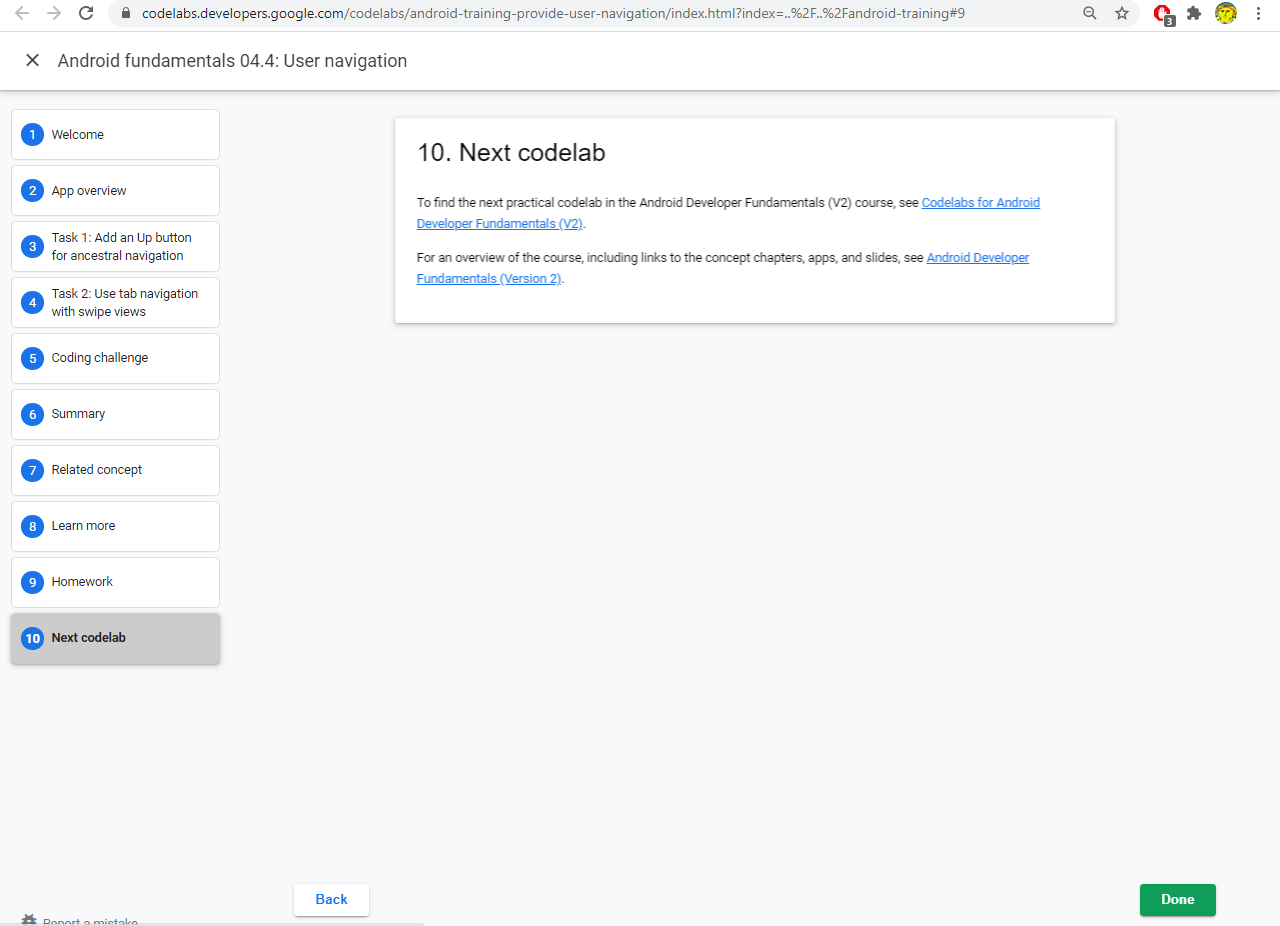 codelabs.developers.google.com/codelabs/android-training-provide-user-navigation/index.html?index=..%2F..%2Fandroid-training#9
3
Android fundamentals 04.4: User navigation
1 Welcome
2 App overview
3 Task 1: Add an Up button
for ancestral navigation
4 Task 2: Use tab navigation
with swipe views
5 Coding challenge
6 Summary
7 Related concept
8 Learn more
9 Homework
10 Next codelab
10. Next codelab
To find the next practical codelab in the Android Developer Fundamentals (V2) course, see Codelabs for Android
Developer Fundamentals (V2).
For an overview of the course, including links to the concept chapters, apps, and slides, see Android Developer
Fundamentals (Version 2).
Back
Done
Report a mistake